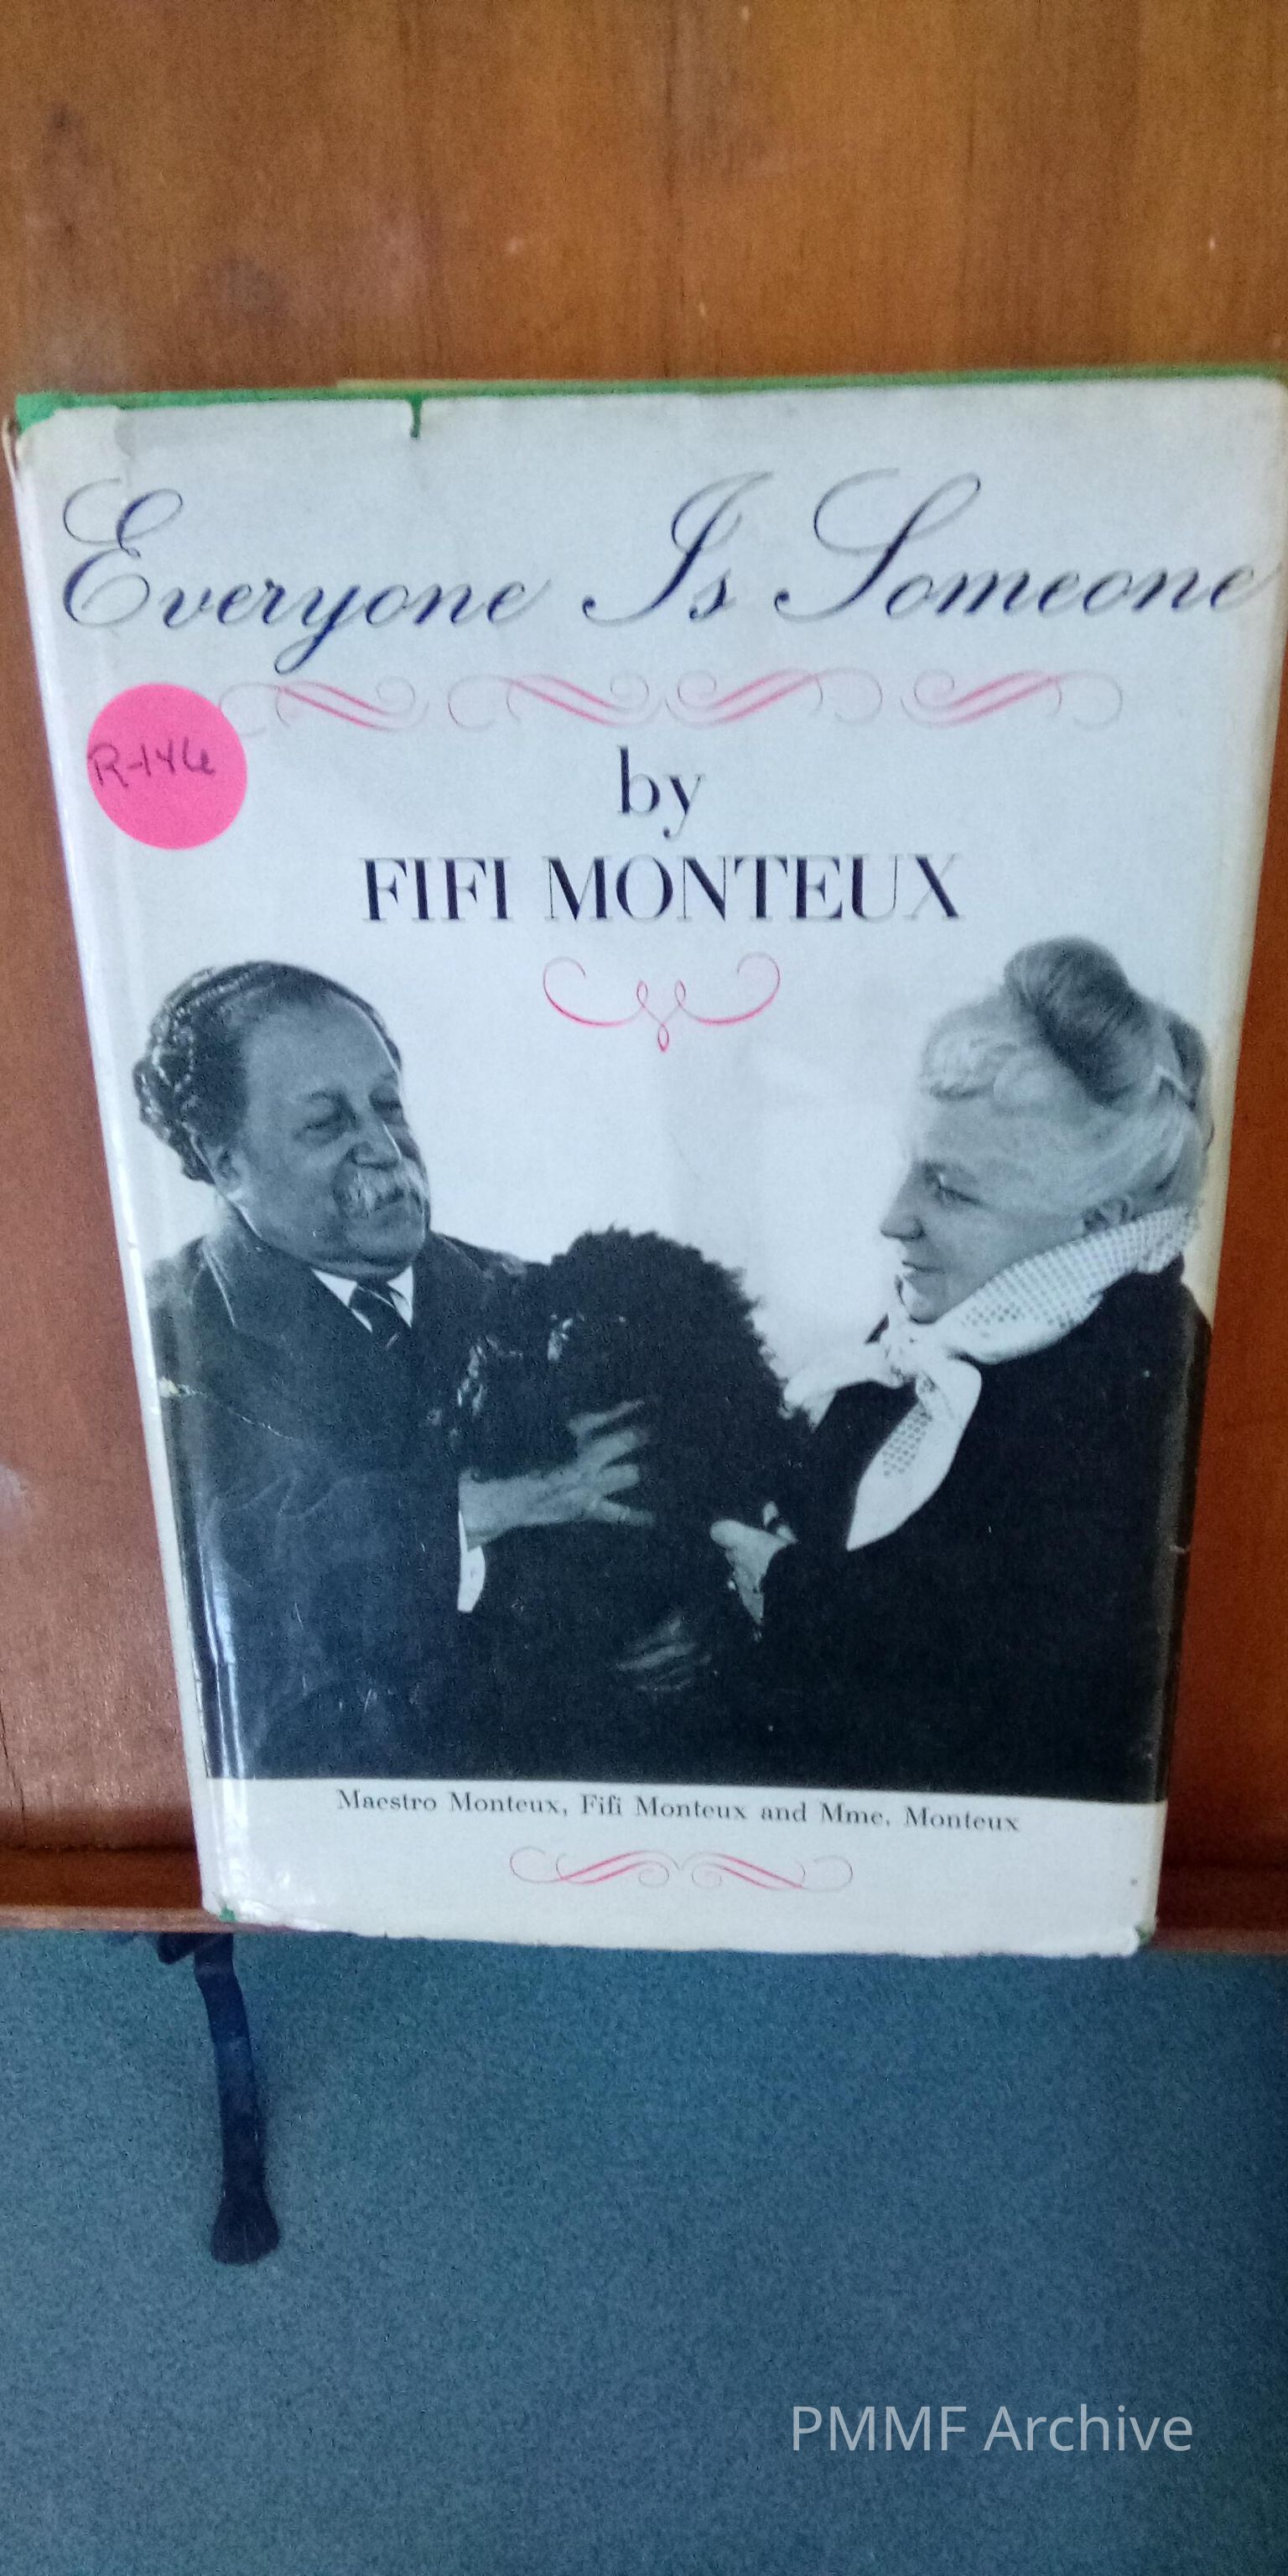 Everyone Is Someone
R-146
by
FIFI MONTEUX
Maestro Monteux, Fifi Monteux and Mme. Monteux
PMMF Archive